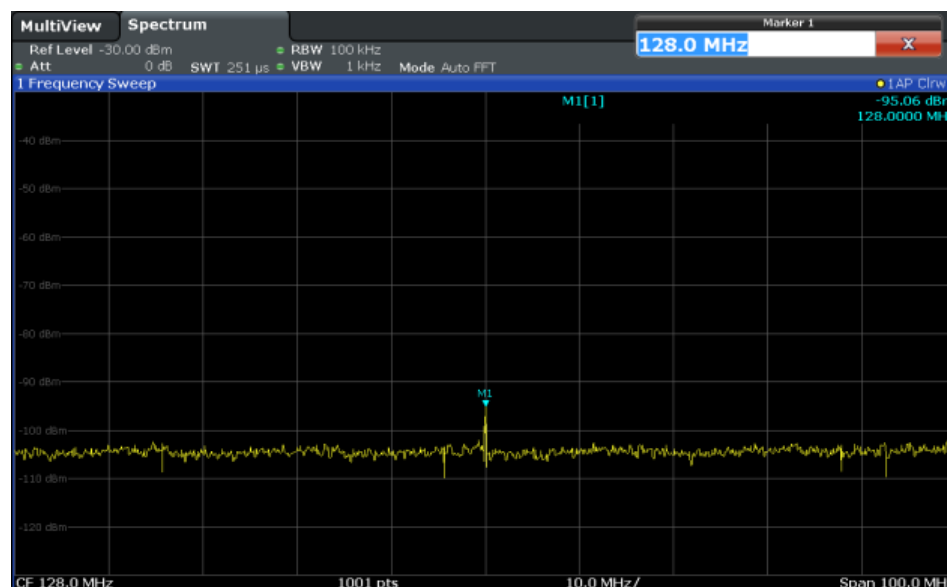 MultiView Spectrum
Marker 1
128.0 MHz X
Ref Level -30.00 dBm RBW 100 kHz
Att 0 dB SWT 251 µs VBW 1 kHz Mode Auto FFT
1 Frequency Sweep 1AP Clrw
M1[1] -95.06 dBr
128.0000 MH
-40 dBm
-50 dBm
-60 dBm
-70 dBm
-80 dBm
-90 dBm
M1
-100 dBm
-110 dBm
-120 dBm
CF 128.0 MHz 1001 pts 10.0 MHz/ Span 100.0 MH